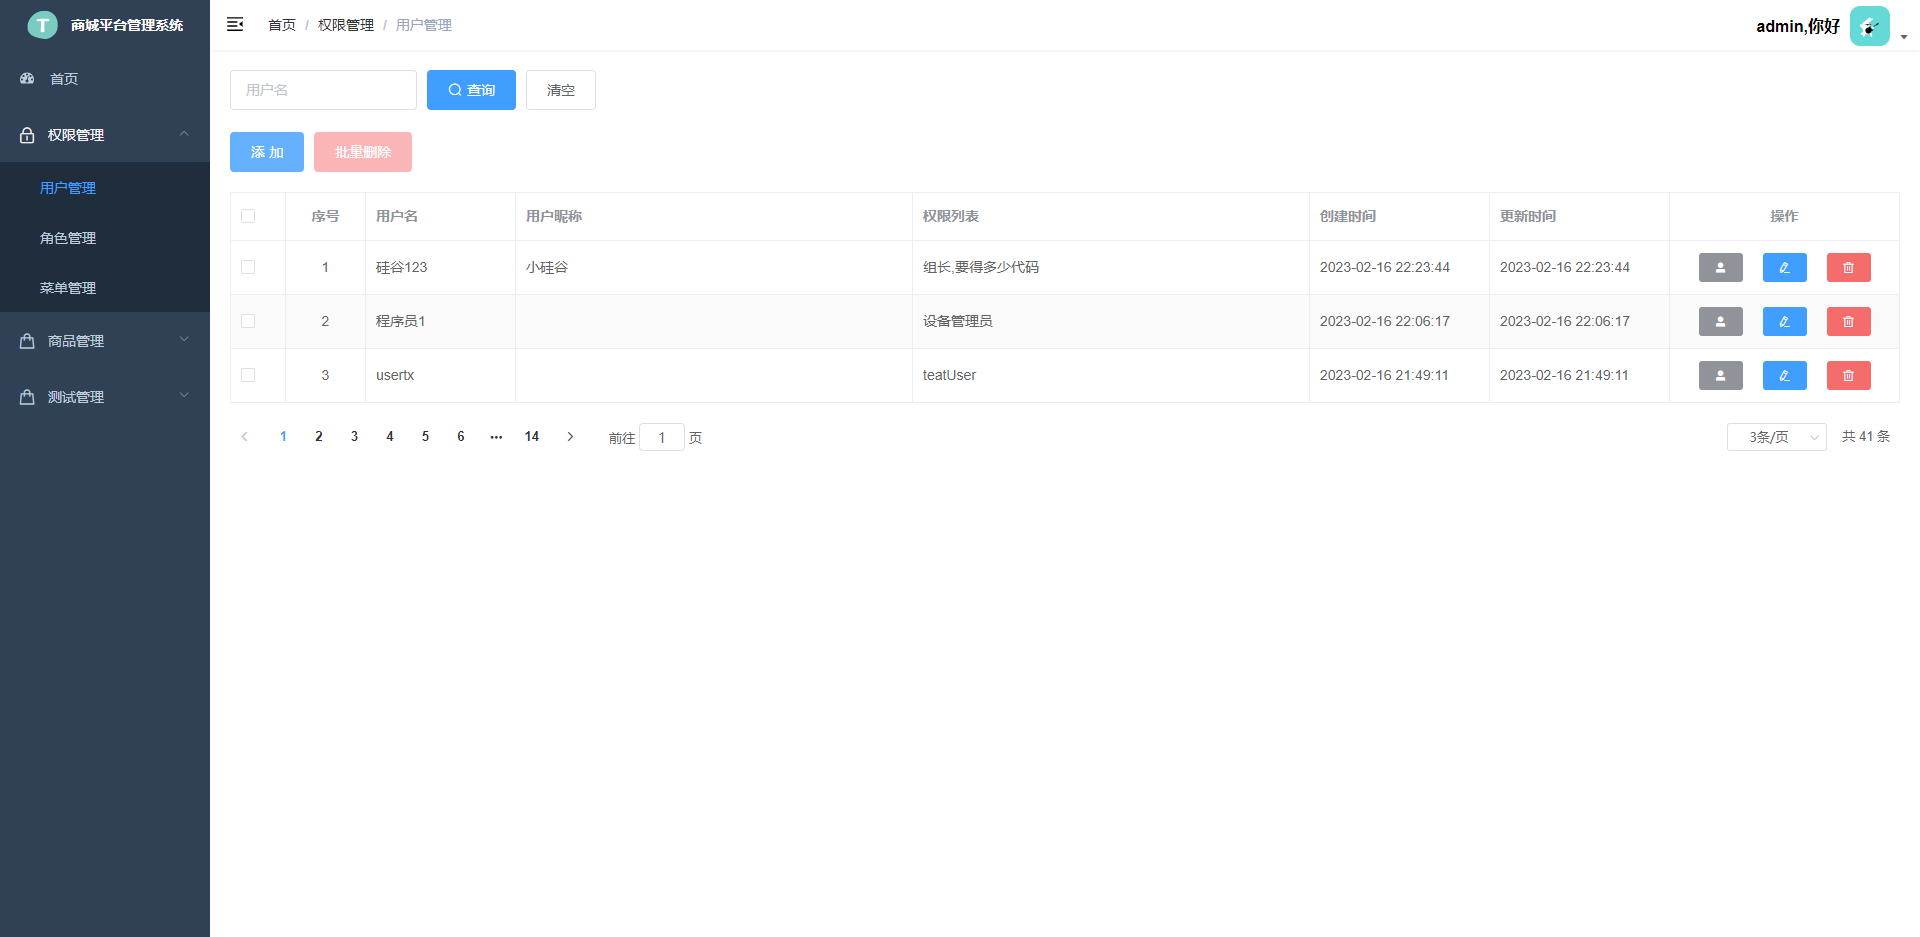 T 商城平台管理系统
首页
权限管理
用户管理
角色管理
菜单管理
商品管理
测试管理
首页 / 权限管理 / 用户管理
admin,你好
用户名 查询 清空
添 加 批量删除
序号 用户名 用户昵称 权限列表 创建时间 更新时间 操作
1 硅谷123 小硅谷 组长,要得多少代码 2023-02-16 22:23:44 2023-02-16 22:23:44
2 程序员1 设备管理员 2023-02-16 22:06:17 2023-02-16 22:06:17
3 usertx teatUser 2023-02-16 21:49:11 2023-02-16 21:49:11
1 2 3 4 5 6 ••• 14 前往 1 页 3条/页 共 41 条